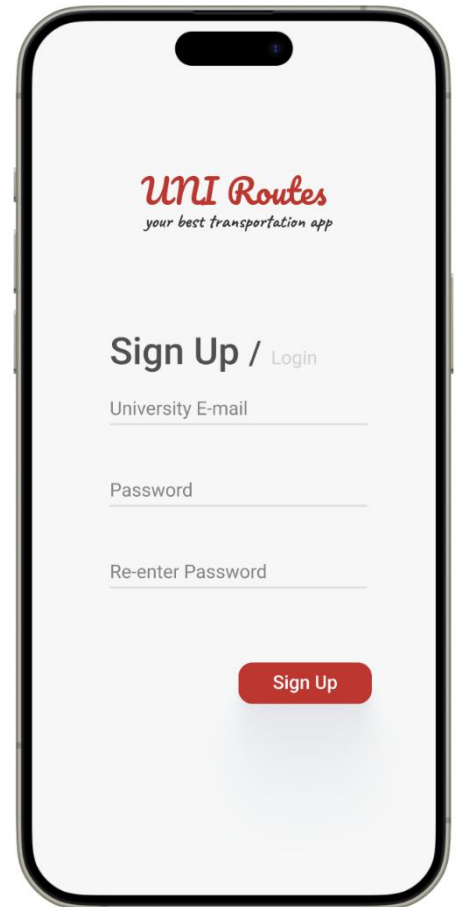 UNI Routes
your best transportation app
Sign Up / Login
University E-mail
Password
Re-enter Password
Sign Up